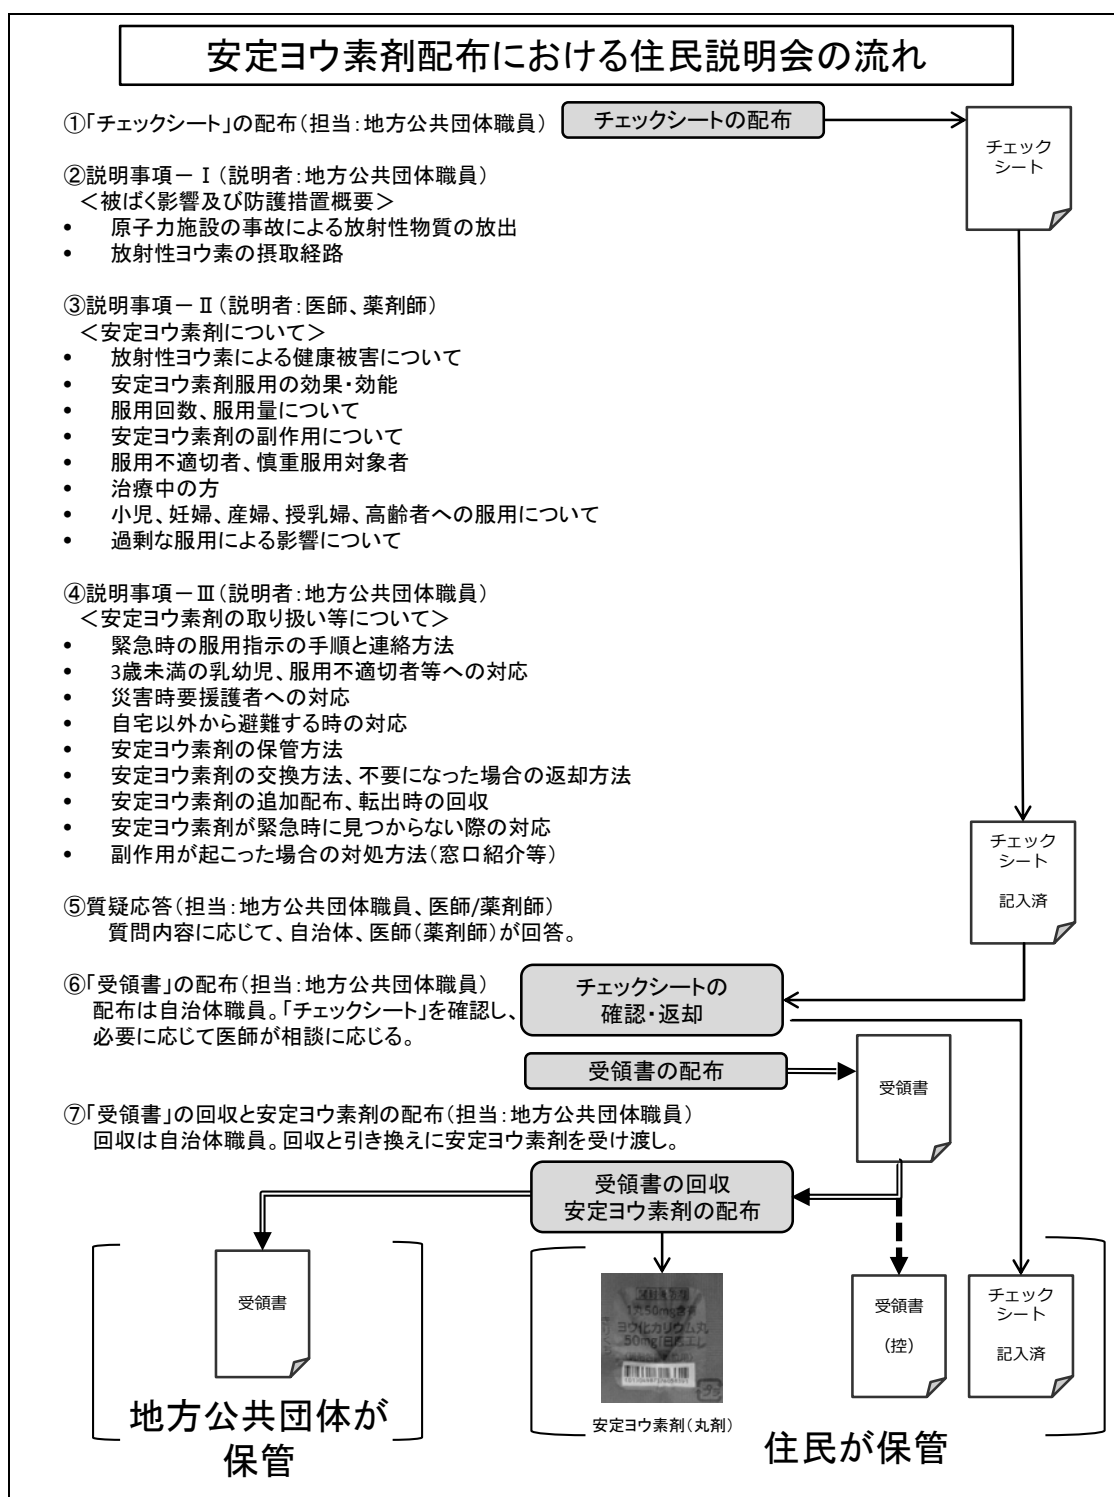 安定ヨウ素剤配布における住民説明会の流れ
①「チェックシート」の配布（担当：地方公共団体職員）
チェックシートの配布
チェック
シート
②説明事項－Ⅰ（説明者：地方公共団体職員）
＜被ばく影響及び防護措置概要＞
• 原子力施設の事故による放射性物質の放出
• 放射性ヨウ素の摂取経路
③説明事項－Ⅱ（説明者：医師、薬剤師）
＜安定ヨウ素剤について＞
• 放射性ヨウ素による健康被害について
• 安定ヨウ素剤服用の効果・効能
• 服用回数、服用量について
• 安定ヨウ素剤の副作用について
• 服用不適切者、慎重服用対象者
• 治療中の方
• 小児、妊婦、産婦、授乳婦、高齢者への服用について
• 過剰な服用による影響について
④説明事項－Ⅲ（説明者：地方公共団体職員）
＜安定ヨウ素剤の取り扱い等について＞
• 緊急時の服用指示の手順と連絡方法
• 3歳未満の乳幼児、服用不適切者等への対応
• 災害時要援護者への対応
• 自宅以外から避難する時の対応
• 安定ヨウ素剤の保管方法
• 安定ヨウ素剤の交換方法、不要になった場合の返却方法
• 安定ヨウ素剤の追加配布、転出時の回収
• 安定ヨウ素剤が緊急時に見つからない際の対応
• 副作用が起こった場合の対処方法（窓口紹介等）
チェック
シート
記入済
⑤質疑応答（担当：地方公共団体職員、医師/薬剤師）
質問内容に応じて、自治体、医師（薬剤師）が回答。
⑥「受領書」の配布（担当：地方公共団体職員）
配布は自治体職員。「チェックシート」を確認し、
必要に応じて医師が相談に応じる。
チェックシートの
確認・返却
受領書の配布
受領書
⑦「受領書」の回収と安定ヨウ素剤の配布（担当：地方公共団体職員）
回収は自治体職員。回収と引き換えに安定ヨウ素剤を受け渡し。
受領書の回収
安定ヨウ素剤の配布
受領書
1丸50mg含有
ヨウ化カリウム丸
50mg「日医工」
安定ヨウ素剤（丸剤）
受領書
（控）
チェック
シート
記入済
地方公共団体が
保管
住民が保管